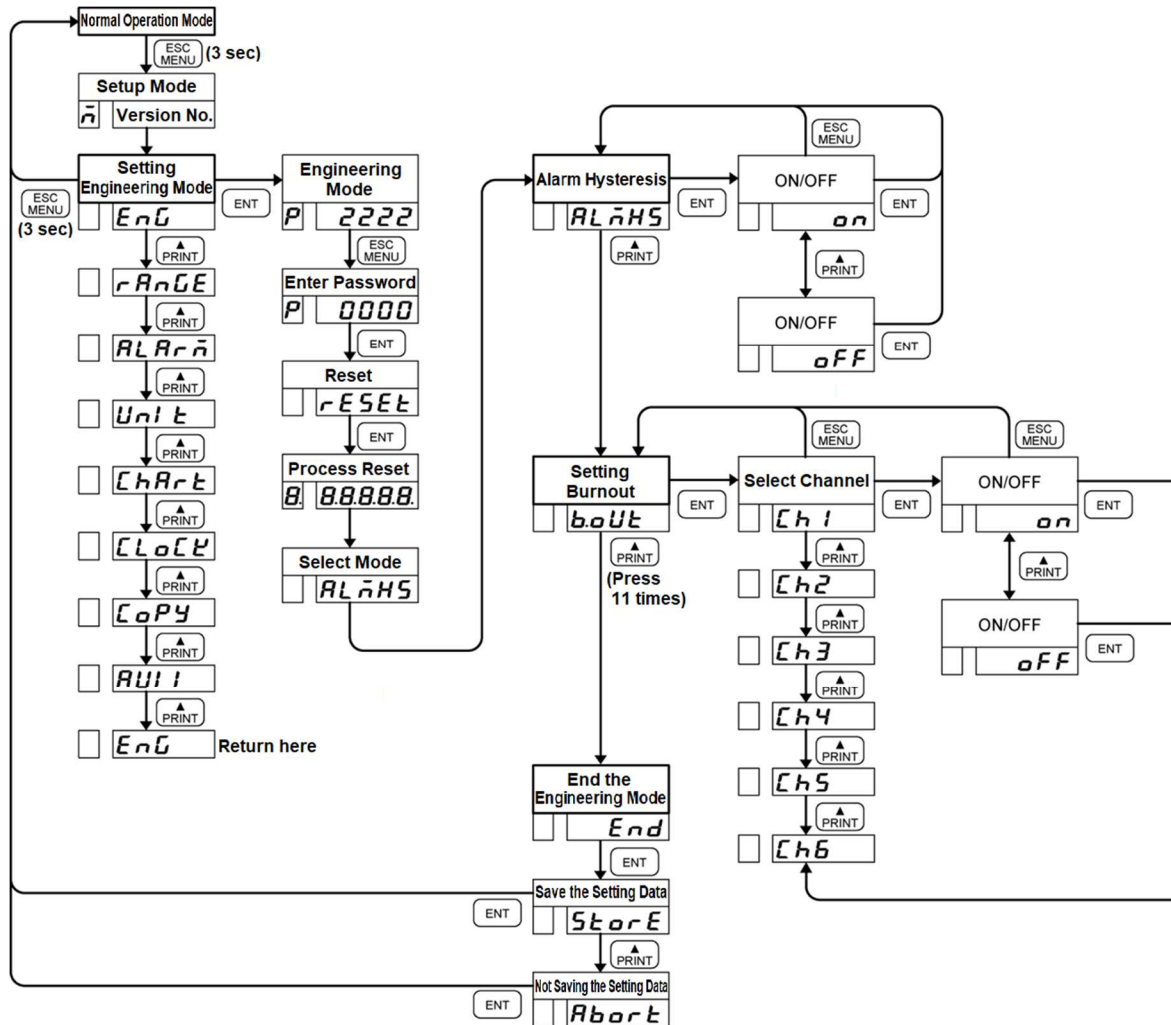 Normal Operation Mode
ESC
MENU
(3 sec)
Setup Mode
Version No.
Setting
Engineering Mode
EnG
ESC
MENU
(3 sec)
ENT
PRINT
rAnGE
PRINT
ALArm
PRINT
UnIt
PRINT
ChArt
PRINT
CLoCK
PRINT
CoPY
PRINT
PRINT
EnG
Return here
Engineering
Mode
P 2222
ESC
MENU
Enter Password
P 0000
ENT
Reset
rESEt
ENT
Process Reset
8. 8.8.8.8.8.
Select Mode
ALmHS
Alarm Hysteresis
ALmHS
ENT
PRINT
ESC
MENU
ON/OFF
on
ENT
PRINT
ON/OFF
oFF
ENT
Setting
Burnout
b.oUt
ENT
PRINT
(Press
11 times)
ESC
MENU
Select Channel
Ch1
ENT
PRINT
Ch2
PRINT
Ch3
PRINT
Ch4
PRINT
Ch5
PRINT
Ch6
ESC
MENU
ON/OFF
on
ENT
PRINT
ON/OFF
oFF
ENT
End the
Engineering Mode
End
ENT
Save the Setting Data
StorE
ENT
PRINT
Not Saving the Setting Data
Abort
ENT